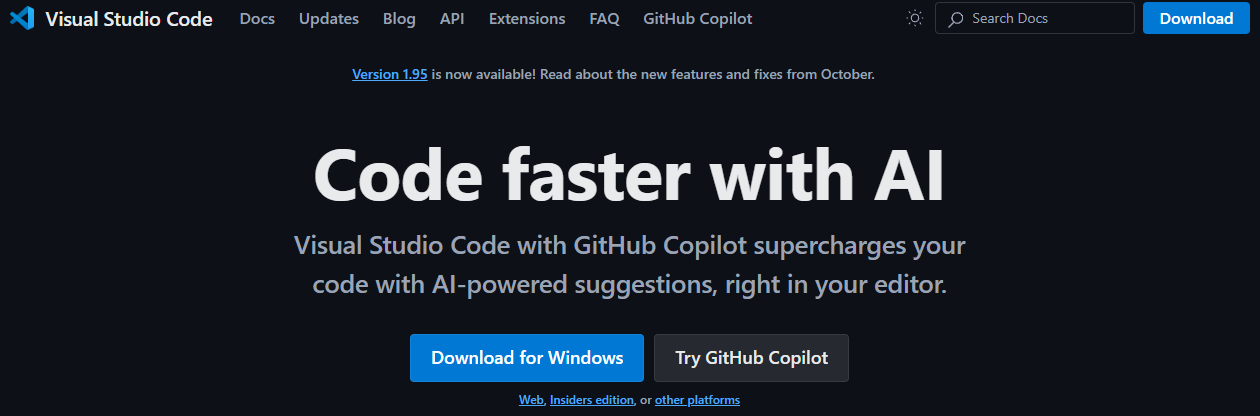 Visual Studio Code Docs Updates Blog API Extensions FAQ GitHub Copilot Search Docs Download
Version 1.95 is now available! Read about the new features and fixes from October.
Code faster with AI
Visual Studio Code with GitHub Copilot supercharges your
code with AI-powered suggestions, right in your editor.
Download for Windows Try GitHub Copilot
Web, Insiders edition, or other platforms